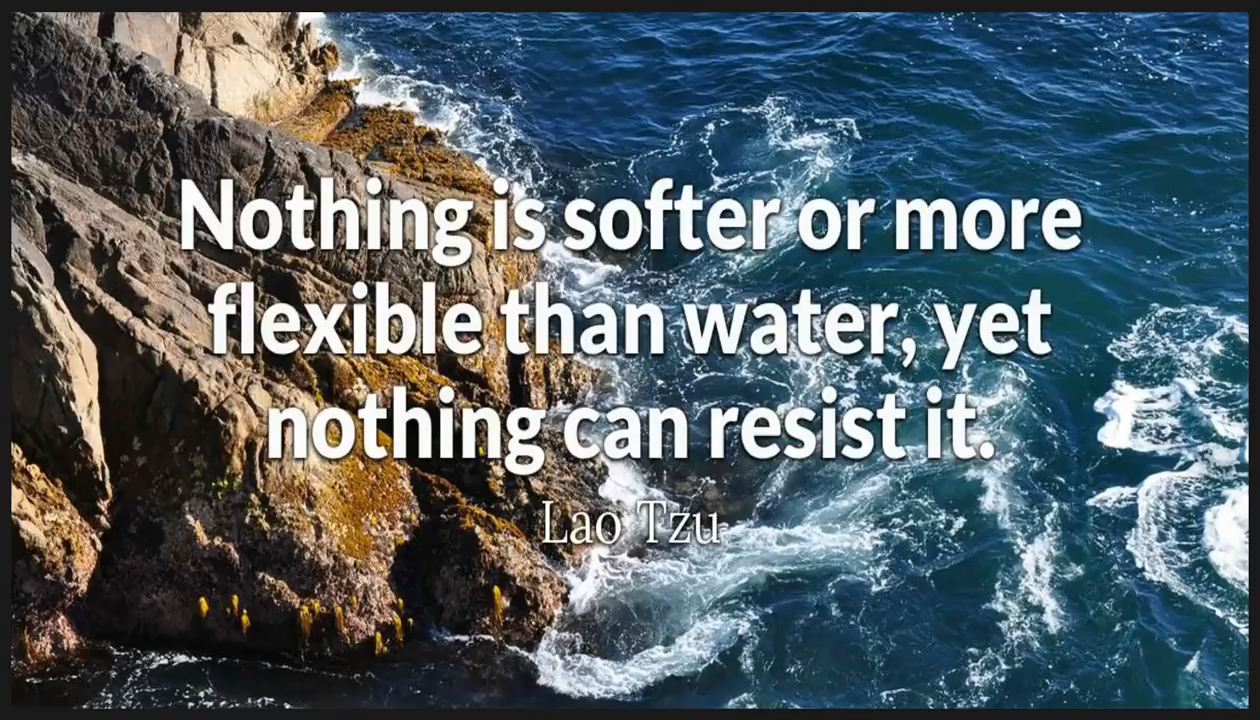 Nothing is softer or more
flexible than water, yet
nothing can resist it.
Lao Tzu